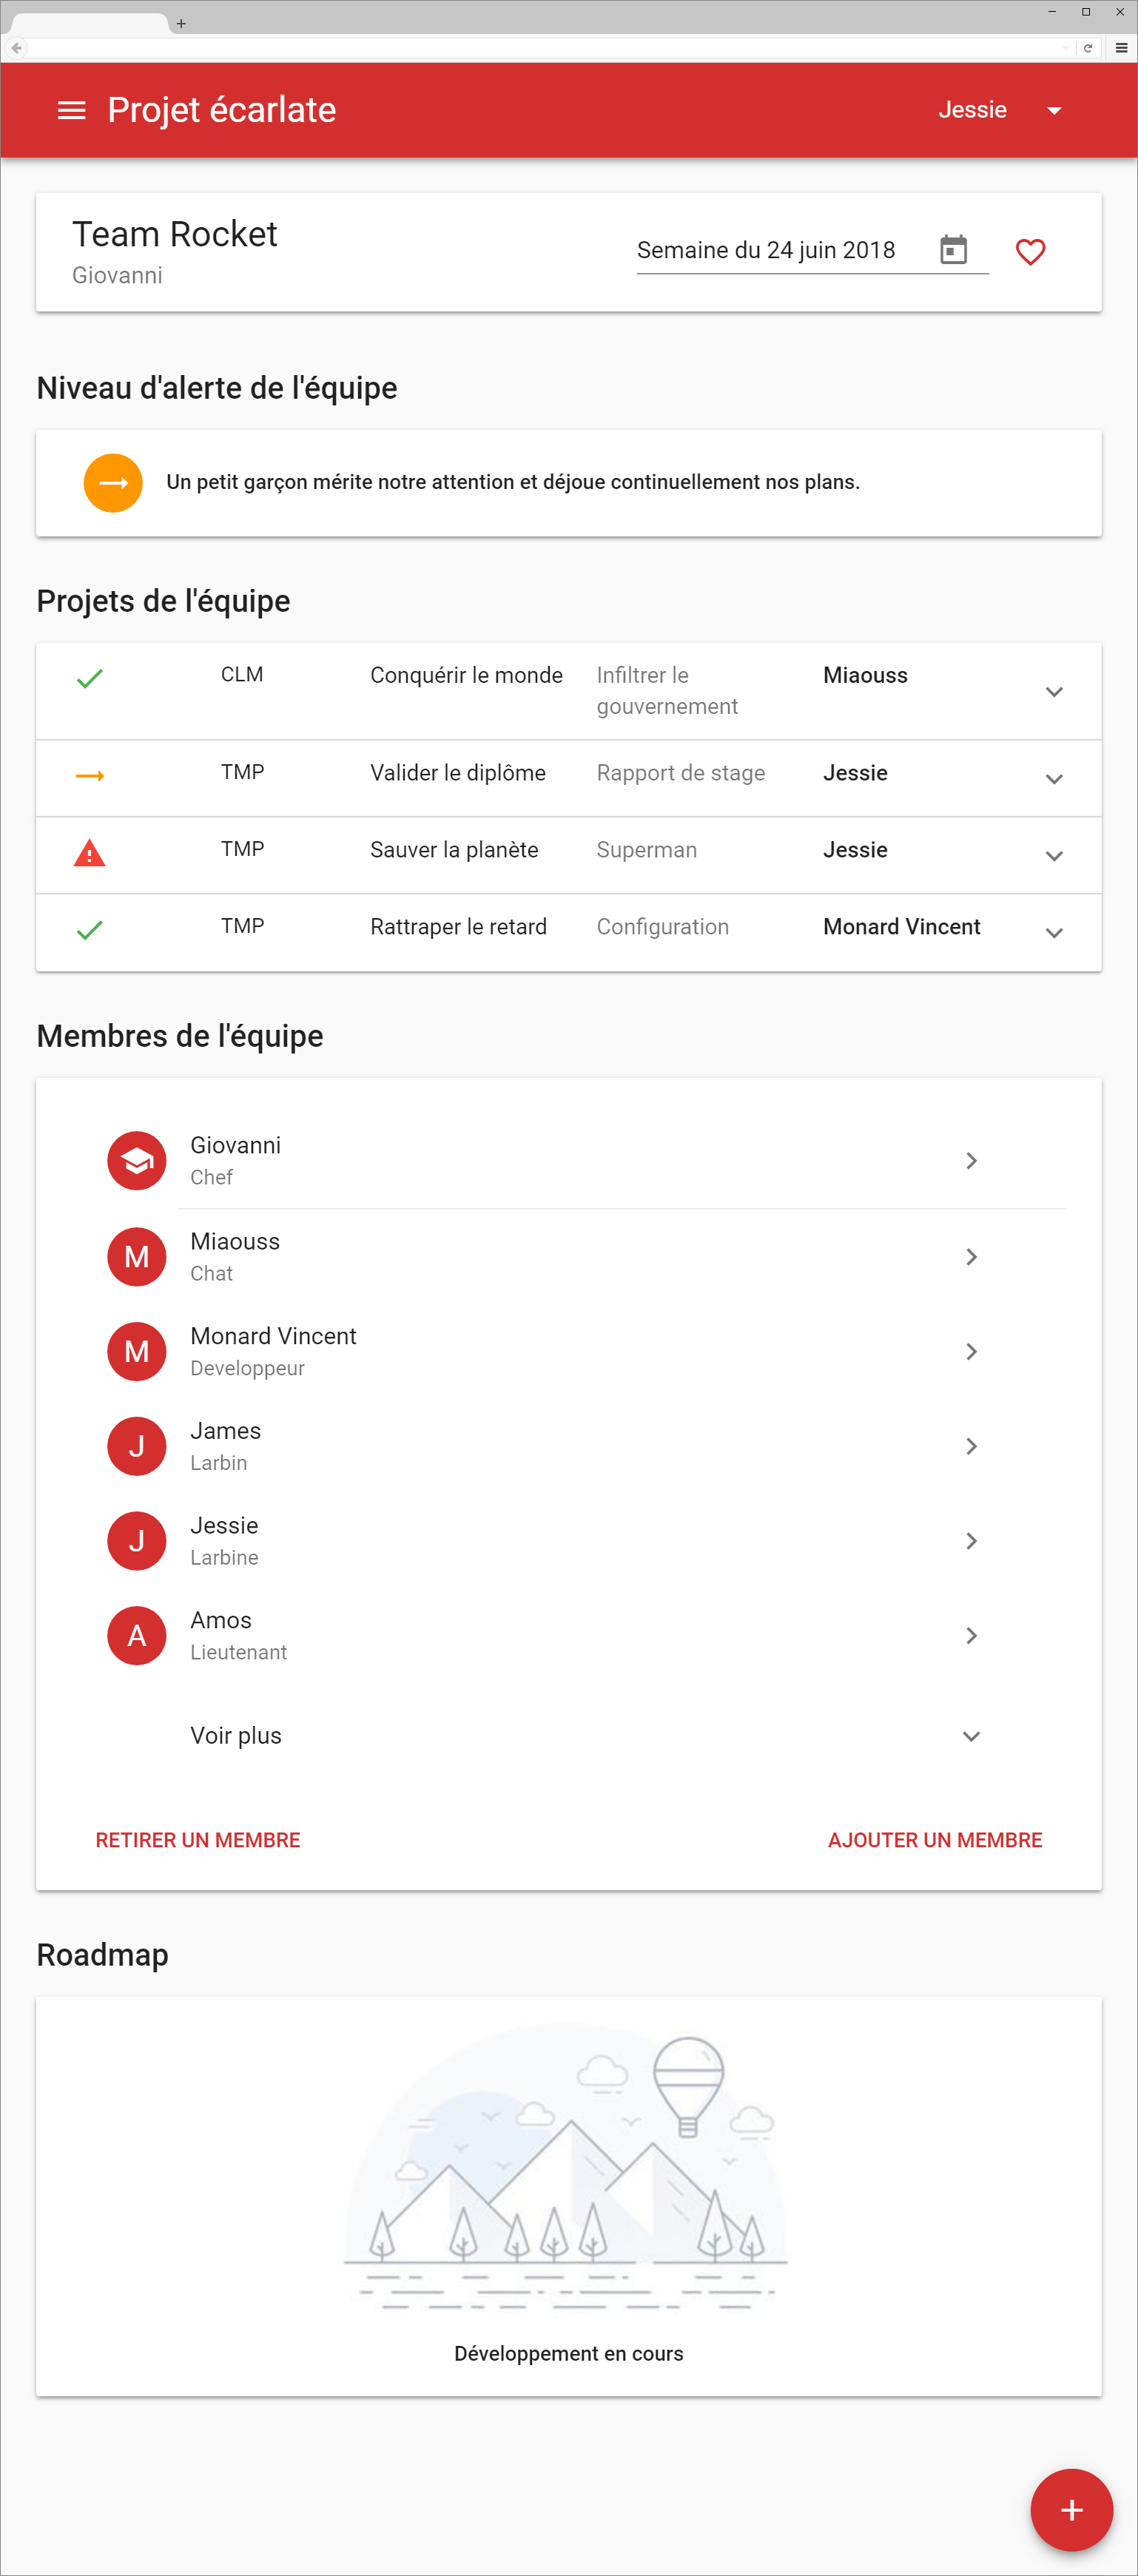 Projet écarlate
Jessie
Team Rocket
Giovanni
Semaine du 24 juin 2018
Niveau d'alerte de l'équipe
Un petit garçon mérite notre attention et déjoue continuellement nos plans.
Projets de l'équipe
CLM Conquérir le monde Infiltrer le gouvernement Miaouss
TMP Valider le diplôme Rapport de stage Jessie
TMP Sauver la planète Superman Jessie
TMP Rattraper le retard Configuration Monard Vincent
Membres de l'équipe
Giovanni
Chef
M
Miaouss
Chat
M
Monard Vincent
Developpeur
J
James
Larbin
J
Jessie
Larbine
A
Amos
Lieutenant
Voir plus
RETIRER UN MEMBRE
AJOUTER UN MEMBRE
Roadmap
Développement en cours